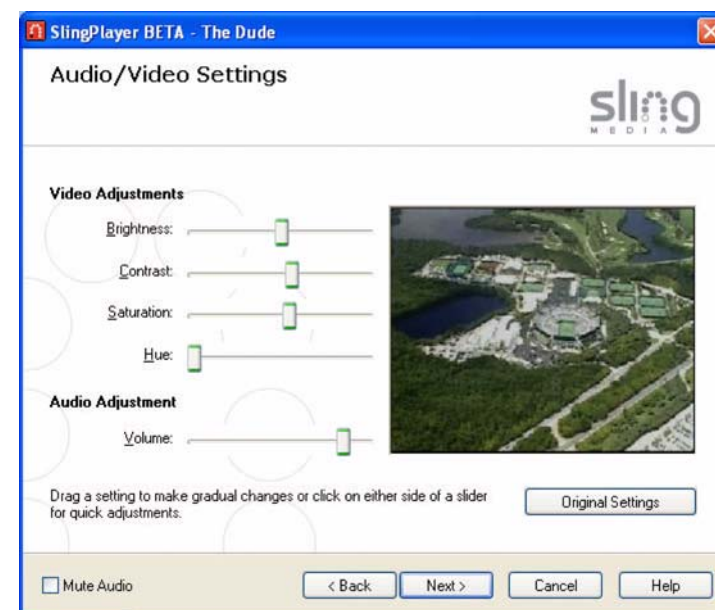 SlingPlayer BETA - The Dude
Audio/Video Settings
sling
MEDIA
Video Adjustments
Brightness:
Contrast:
Saturation:
Hue:
Audio Adjustment
Volume:
Drag a setting to make gradual changes or click on either side of a slider
for quick adjustments.
Original Settings
Mute Audio
< Back
Next >
Cancel
Help